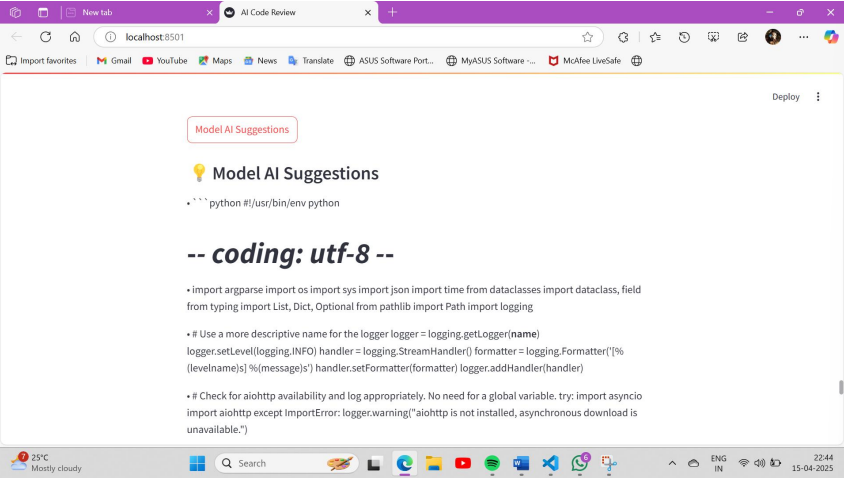 New tab
AI Code Review
localhost:8501
Import favorites
Gmail
YouTube
Maps
News
Translate
ASUS Software Port...
MyASUS Software -...
McAfee LiveSafe
Deploy
Model AI Suggestions
💡 Model AI Suggestions
• ```python #!/usr/bin/env python
-- coding: utf-8 --
• import argparse import os import sys import json import time from dataclasses import dataclass, field
from typing import List, Dict, Optional from pathlib import Path import logging
• # Use a more descriptive name for the logger logger = logging.getLogger(name)
logger.setLevel(logging.INFO) handler = logging.StreamHandler() formatter = logging.Formatter('[%
(levelname)s] %(message)s') handler.setFormatter(formatter) logger.addHandler(handler)
• # Check for aiohttp availability and log appropriately. No need for a global variable. try: import asyncio
import aiohttp except ImportError: logger.warning("aiohttp is not installed, asynchronous download is
unavailable.")
7
25°C
Mostly cloudy
Search
6
ENG
IN
22:44
15-04-2025